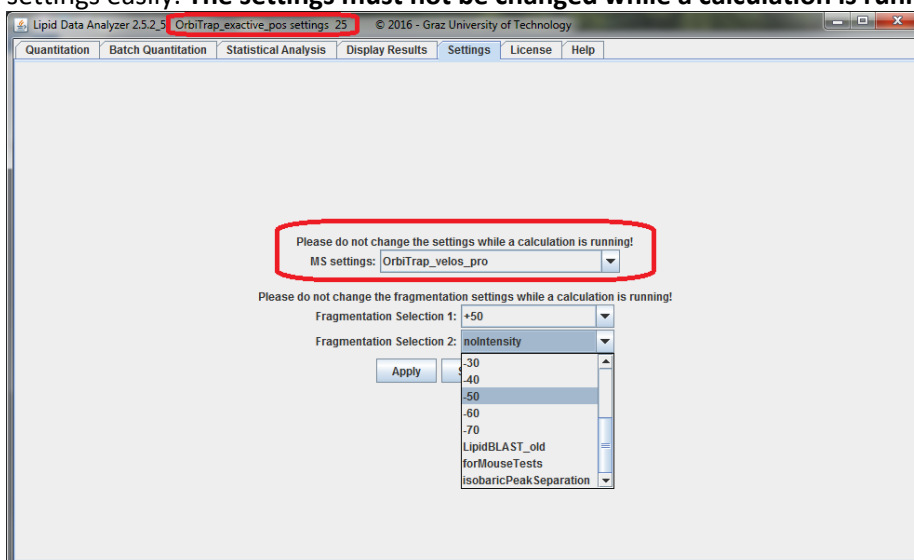 settings easily. The settings must not be changed while a calculation is runn
Lipid Data Analyzer 2.5.2_5 OrbiTrap_exactive_pos settings 25 © 2016 - Graz University of Technology
Quantitation Batch Quantitation Statistical Analysis Display Results Settings License Help
Please do not change the settings while a calculation is running!
MS settings: OrbiTrap_velos_pro
Please do not change the fragmentation settings while a calculation is running!
Fragmentation Selection 1: +50
Fragmentation Selection 2: noIntensity
Apply
-30
-40
-50
-60
-70
LipidBLAST_old
forMouseTests
isobaricPeakSeparation